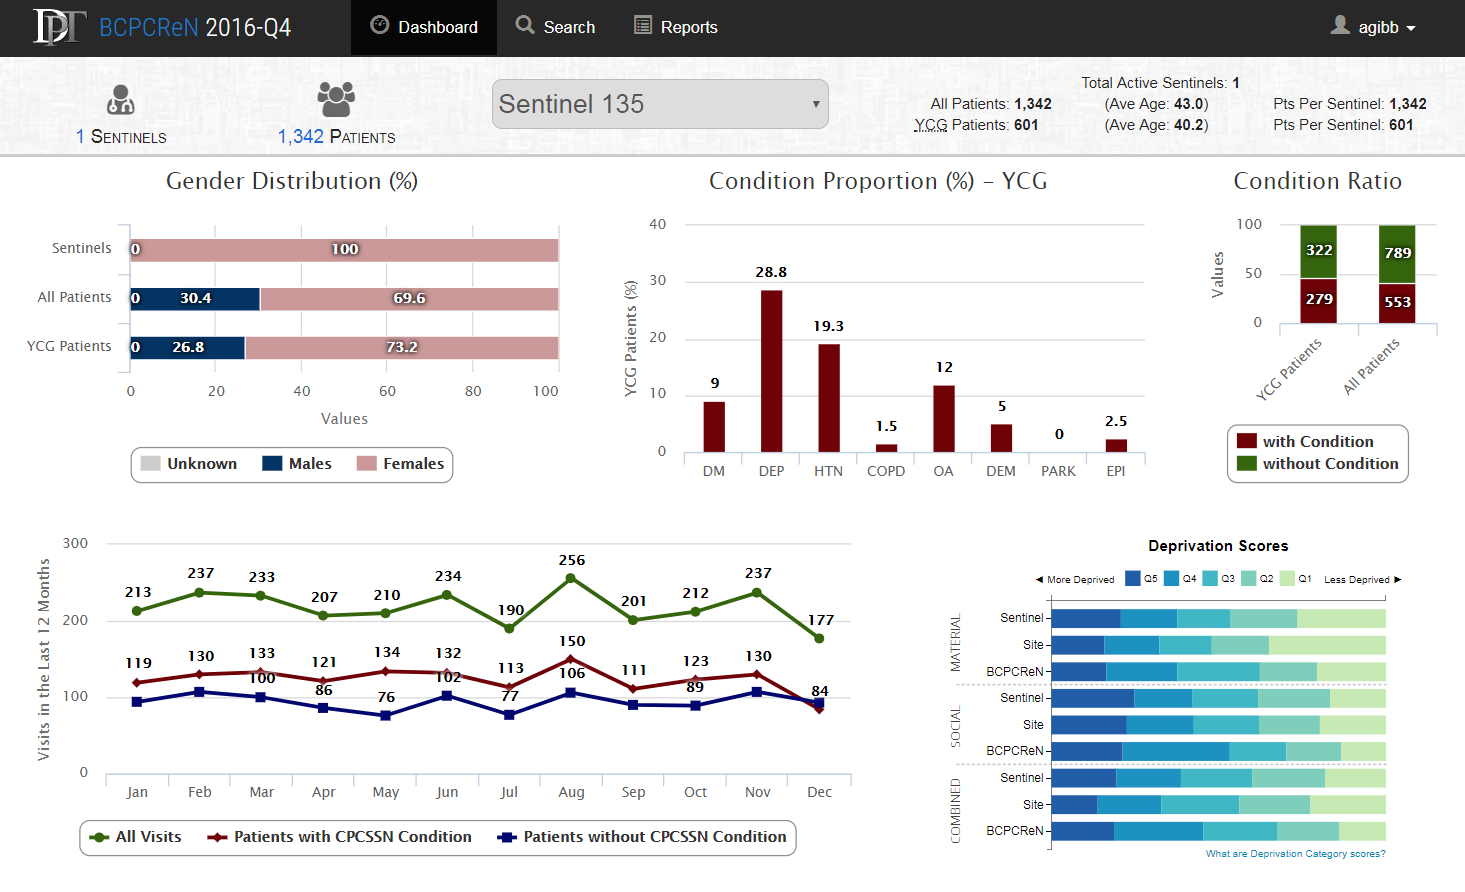 DPT BCPCReN 2016-Q4 Dashboard Search Reports agibb
1 SENTINELS
1,342 PATIENTS
Sentinel 135
Total Active Sentinels: 1
All Patients: 1,342 (Ave Age: 43.0) Pts Per Sentinel: 1,342
YCG Patients: 601 (Ave Age: 40.2) Pts Per Sentinel: 601
Gender Distribution (%)
Sentinels 0 100
All Patients 0 30.4 69.6
YCG Patients 0 26.8 73.2
0 20 40 60 80 100
Values
Unknown Males Females
Condition Proportion (%) - YCG
YCG Patients (%)
40
30
20
10
0
9 28.8 19.3 1.5 12 5 0 2.5
DM DEP HTN COPD OA DEM PARK EPI
Condition Ratio
Values
100
50
0
322 789
279 553
YCG Patients All Patients
with Condition
without Condition
Visits in the Last 12 Months
300
200
100
0
213 237 233 207 210 234 190 256 201 212 237 177
119 130 133 121 134 132 113 150 111 123 130 84
100 86 76 102 77 106 89
Jan Feb Mar Apr May Jun Jul Aug Sep Oct Nov Dec
All Visits Patients with CPCSSN Condition Patients without CPCSSN Condition
Deprivation Scores
◄ More Deprived Q5 Q4 Q3 Q2 Q1 Less Deprived ►
MATERIAL
Sentinel
Site
BCPCReN
SOCIAL
Sentinel
Site
BCPCReN
COMBINED
Sentinel
Site
BCPCReN
What are Deprivation Category scores?